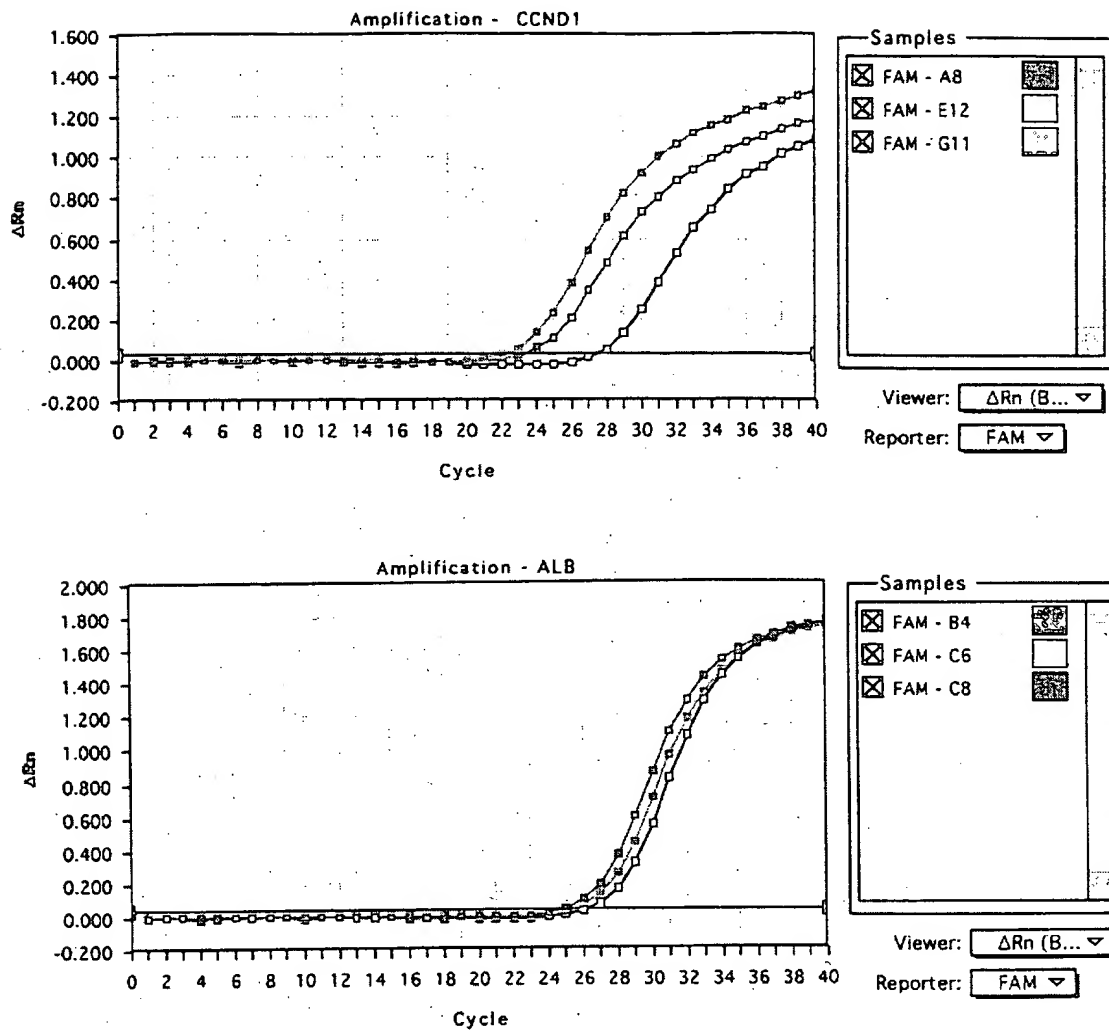 Amplification - CCND1
1.600
1.400
1.200
1.000
0.800
0.600
0.400
0.200
0.000
-0.200
ΔRn
0 2 4 6 8 10 12 14 16 18 20 22 24 26 28 30 32 34 36 38 40
Cycle
Samples
FAM - A8
FAM - E12
FAM - G11
Viewer: ΔRn (B...
Reporter: FAM
Amplification - ALB
2.000
1.800
1.600
1.400
1.200
1.000
0.800
0.600
0.400
0.200
0.000
-0.200
ΔRn
0 2 4 6 8 10 12 14 16 18 20 22 24 26 28 30 32 34 36 38 40
Cycle
Samples
FAM - B4
FAM - C6
FAM - C8
Viewer: ΔRn (B...
Reporter: FAM